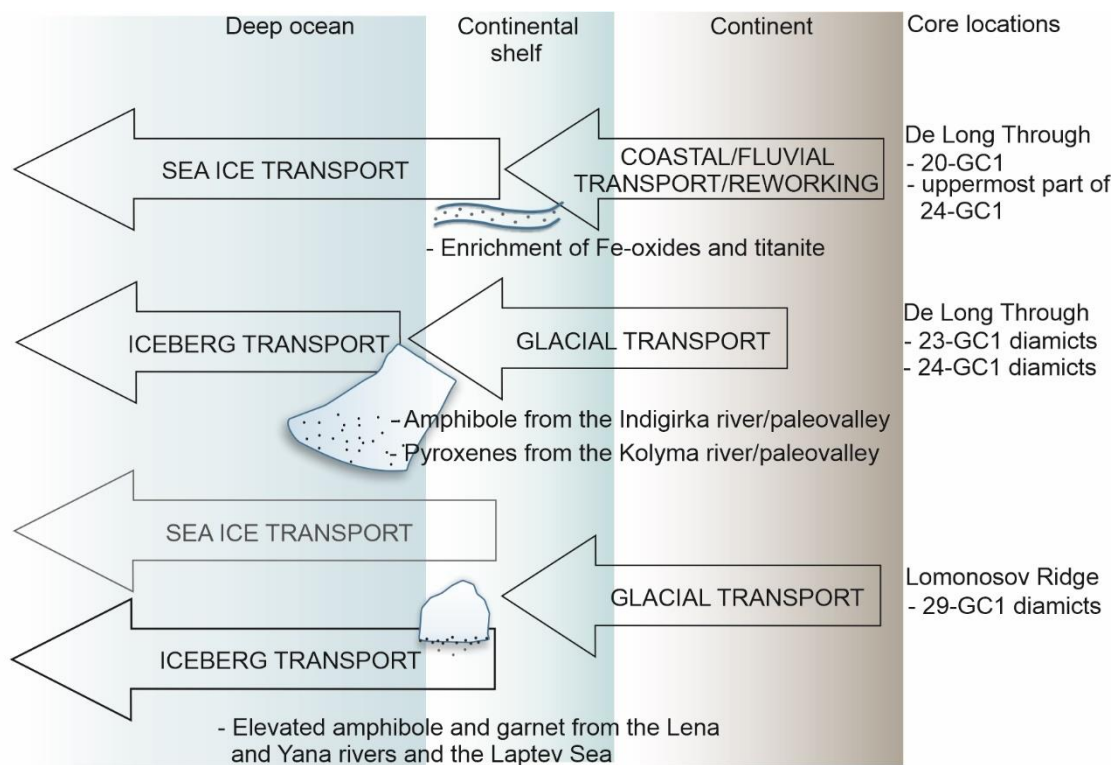 Deep ocean
Continental
shelf
Continent
Core locations
SEA ICE TRANSPORT
COASTAL/FLUVIAL
TRANSPORT/REWORKING
De Long Through
- 20-GC1
- uppermost part of
24-GC1
- Enrichment of Fe-oxides and titanite
ICEBERG TRANSPORT
GLACIAL TRANSPORT
De Long Through
- 23-GC1 diamicts
- 24-GC1 diamicts
- Amphibole from the Indigirka river/paleovalley
- Pyroxenes from the Kolyma river/paleovalley
SEA ICE TRANSPORT
GLACIAL TRANSPORT
Lomonosov Ridge
- 29-GC1 diamicts
ICEBERG TRANSPORT
- Elevated amphibole and garnet from the Lena
and Yana rivers and the Laptev Sea